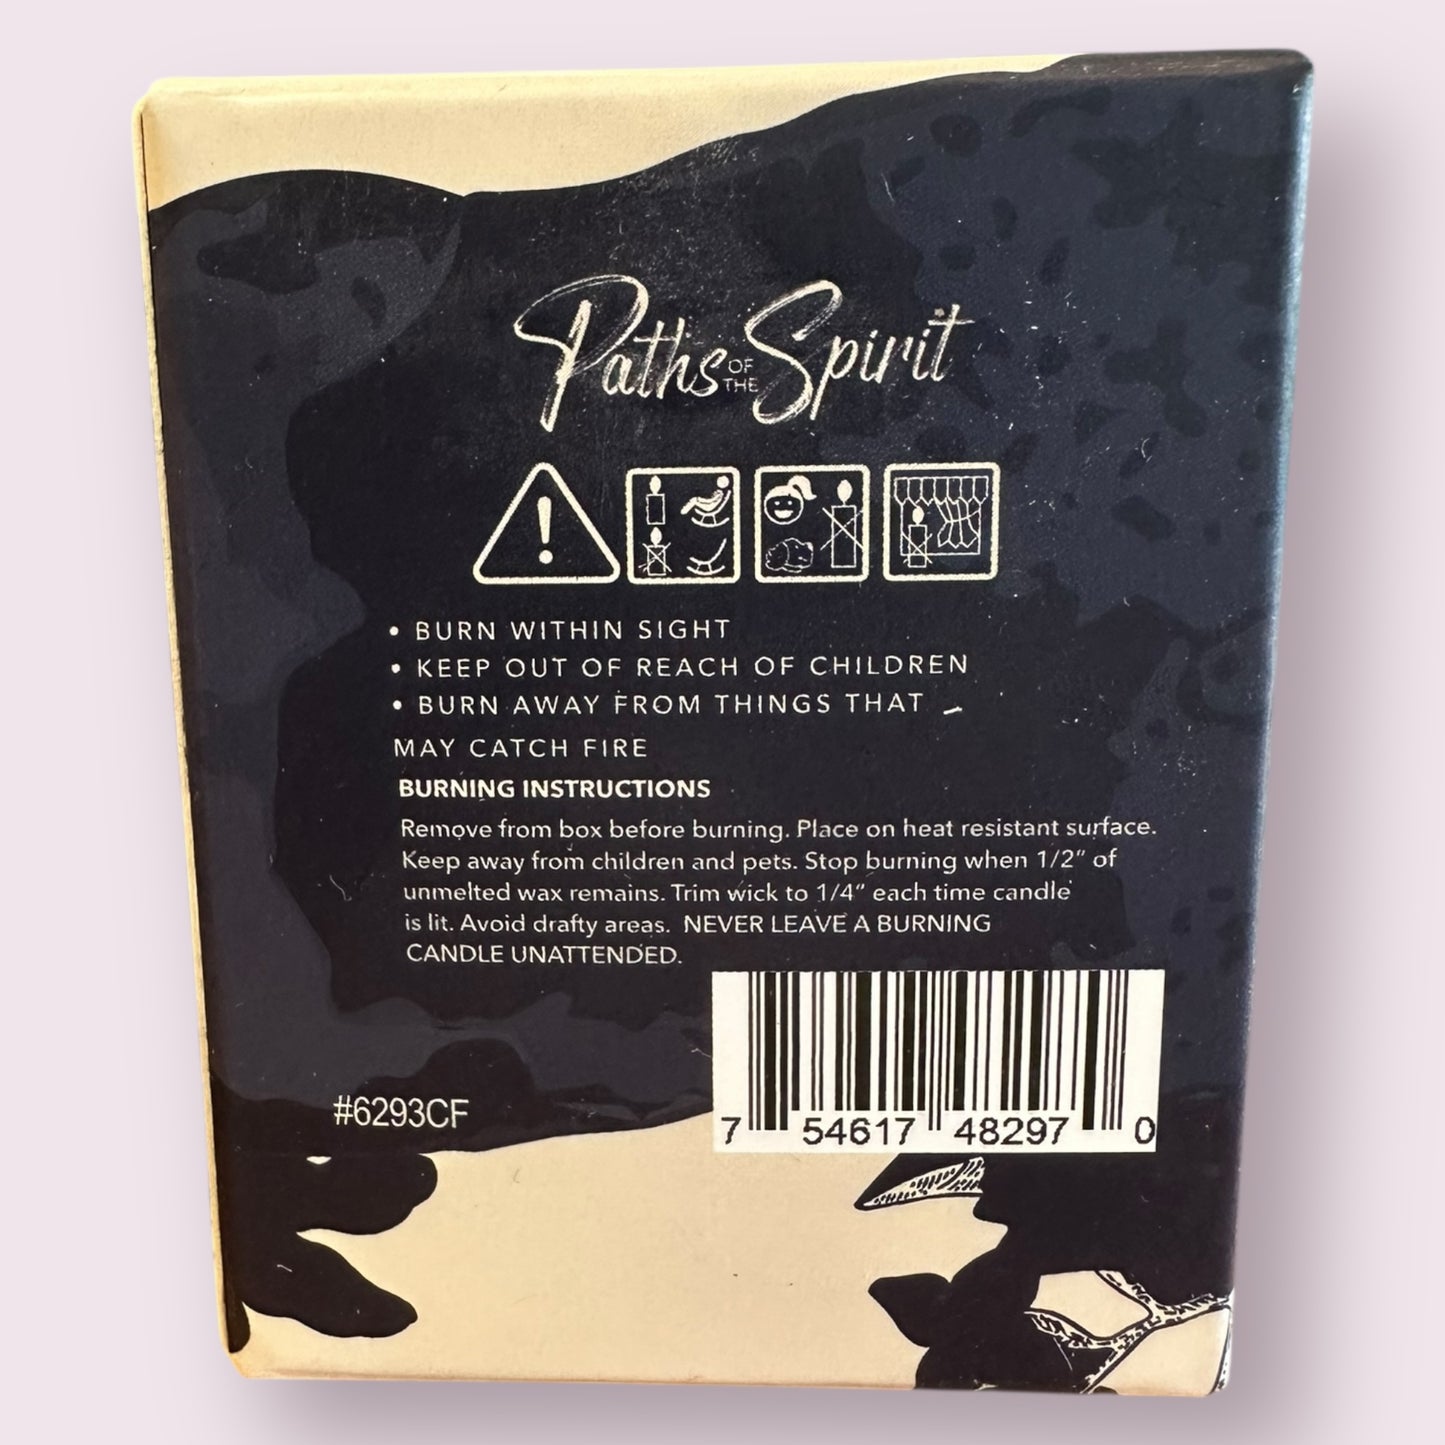 Paths OF THE Spirit
• BURN WITHIN SIGHT
• KEEP OUT OF REACH OF CHILDREN
• BURN AWAY FROM THINGS THAT
MAY CATCH FIRE
BURNING INSTRUCTIONS
Remove from box before burning. Place on heat resistant surface.
Keep away from children and pets. Stop burning when 1/2" of
unmelted wax remains. Trim wick to 1/4" each time candle
is lit. Avoid drafty areas. NEVER LEAVE A BURNING
CANDLE UNATTENDED.
#6293CF
7 54617 48297 0